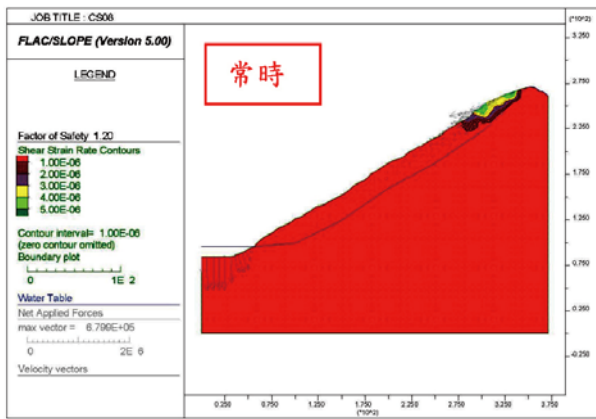 JOB TITLE : CS08
FLAC/SLOPE (Version 5.00)
LEGEND
Factor of Safety 1.20
Shear Strain Rate Contours
1.00E-06
2.00E-06
3.00E-06
4.00E-06
5.00E-06
Contour interval= 1.00E-06
(zero contour omitted)
Boundary plot
0 1E 2
Water Table
Net Applied Forces
max vector = 6.799E+05
0 2E 6
Velocity vectors
常時
(*10^2)
3.250
2.750
2.250
1.750
1.250
0.750
0.250
-0.250
0.250 0.750 1.250 1.750 2.250 2.750 3.250 3.750
(*10^2)